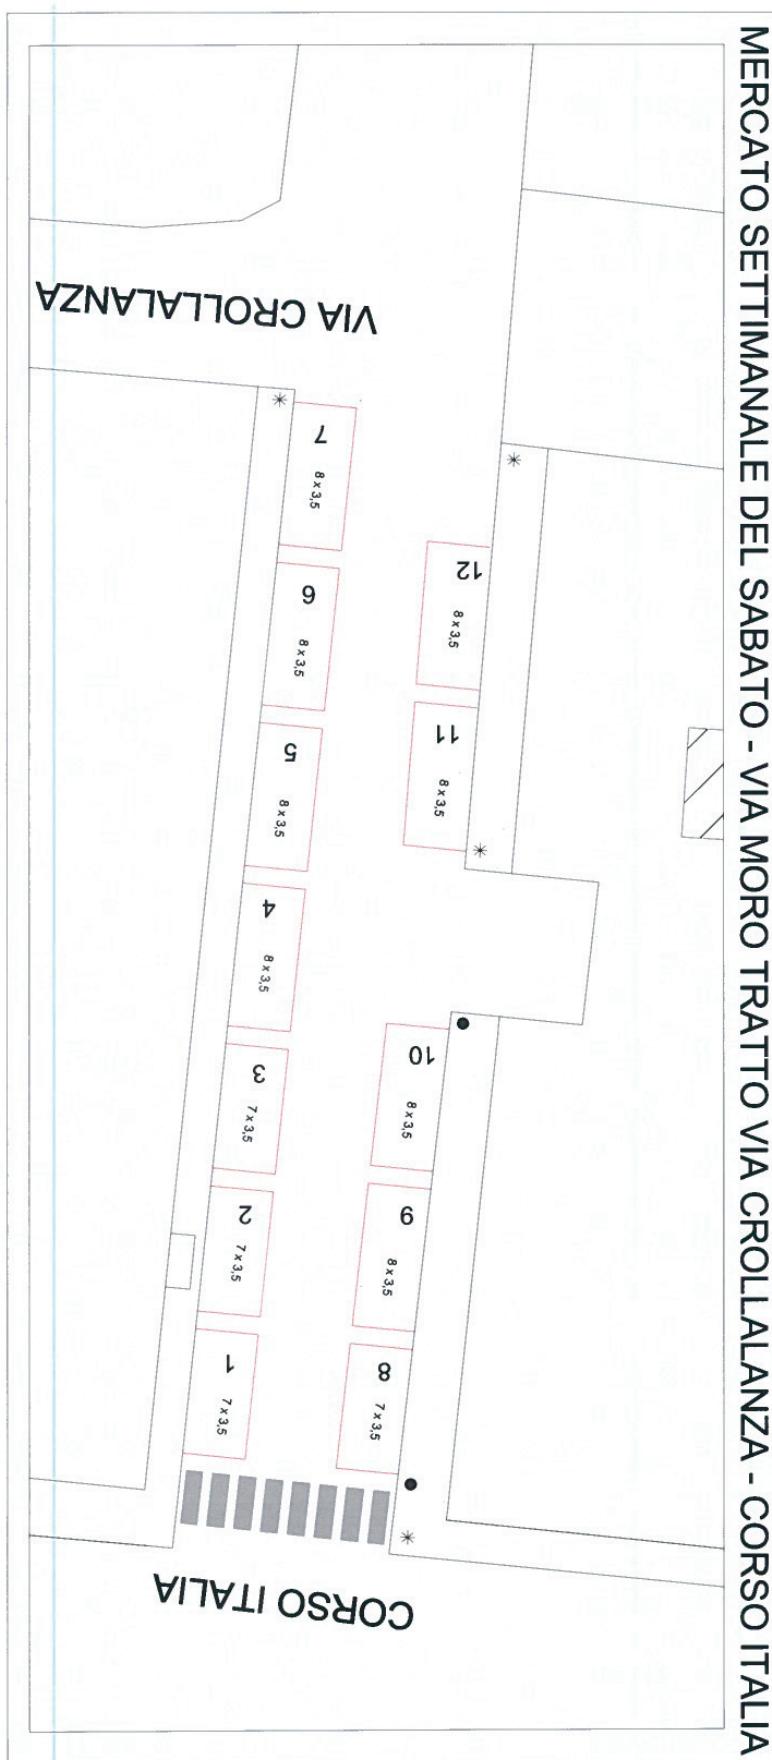 MERCATO SETTIMANALE DEL SABATO - VIA MORO TRATTO VIA CROLLALANZA - CORSO ITALIA
VIA CROLLALANZA
7
8 x 3,5
6
8 x 3,5
5
8 x 3,5
4
8 x 3,5
3
7 x 3,5
2
7 x 3,5
1
7 x 3,5
12
8 x 3,5
11
8 x 3,5
10
8 x 3,5
9
8 x 3,5
8
7 x 3,5
CORSO ITALIA